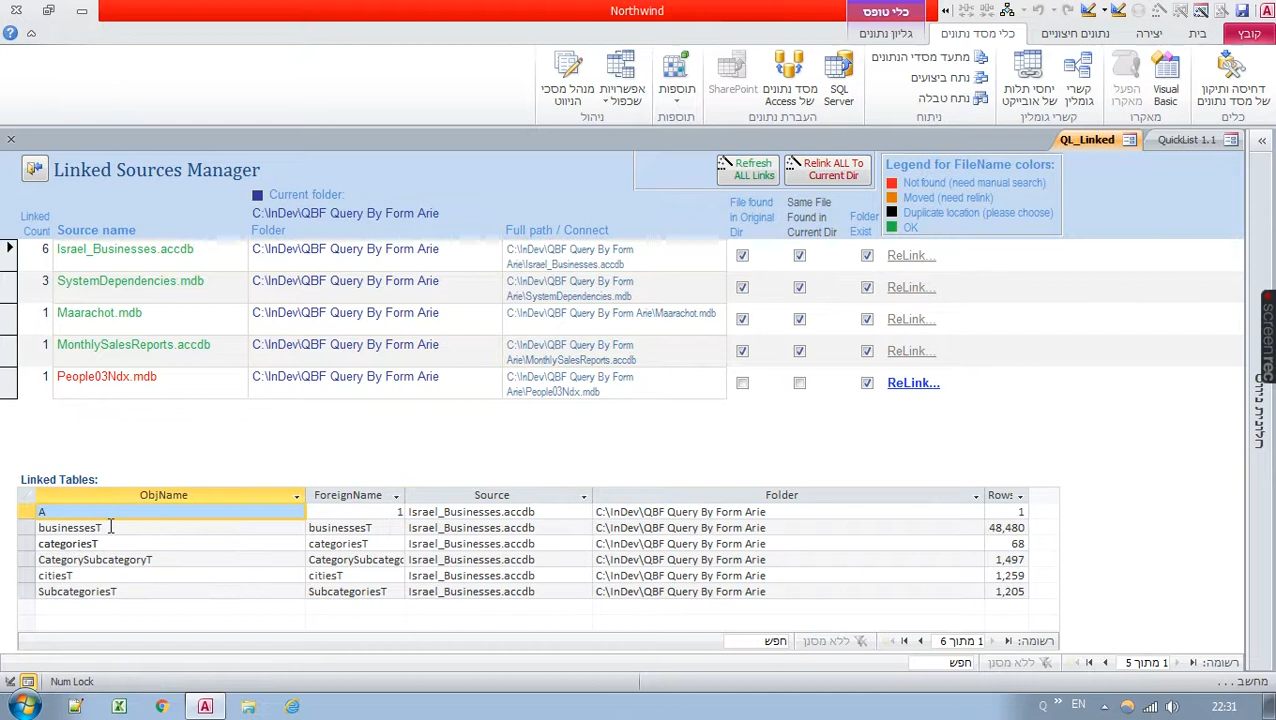 Northwind
כלי טופס
קובץ
בית
יצירה
נתונים חיצוניים
כלי מסד נתונים
גליון נתונים
דחיסה ותיקון של מסד נתונים
כלים
Visual Basic
הפעל מאקרו
מאקרו
קשרי גומלין
יחסי תלות של אובייקט
קשרי גומלין
מתעד מסדי הנתונים
נתח ביצועים
נתח טבלה
ניתוח
SQL Server
מסד נתונים של Access
SharePoint
העברת נתונים
תוספות
תוספות
אפשרויות שכפול
מנהל מסכי הניווט
ניהול
QL_Linked
QuickList 1.1
Linked Sources Manager
Refresh ALL Links
Relink ALL To Current Dir
Legend for FileName colors:
Not found (need manual search)
Moved (need relink)
Duplicate location (please choose)
OK
Current folder:
C:\InDev\QBF Query By Form Arie
Linked Count
Source name
Folder
Full path / Connect
File found in Original Dir
Same File Found in Current Dir
Folder Exist
6 Israel_Businesses.accdb C:\InDev\QBF Query By Form Arie C:\InDev\QBF Query By Form Arie\Israel_Businesses.accdb ReLink...
3 SystemDependencies.mdb C:\InDev\QBF Query By Form Arie C:\InDev\QBF Query By Form Arie\SystemDependencies.mdb ReLink...
1 Maarachot.mdb C:\InDev\QBF Query By Form Arie C:\InDev\QBF Query By Form Arie\Maarachot.mdb ReLink...
1 MonthlySalesReports.accdb C:\InDev\QBF Query By Form Arie C:\InDev\QBF Query By Form Arie\MonthlySalesReports.accdb ReLink...
1 People03Ndx.mdb C:\InDev\QBF Query By Form Arie C:\InDev\QBF Query By Form Arie\People03Ndx.mdb ReLink...
Linked Tables:
ObjName ForeignName Source Folder Rows
A 1 Israel_Businesses.accdb C:\InDev\QBF Query By Form Arie 1
businessesT businessesT Israel_Businesses.accdb C:\InDev\QBF Query By Form Arie 48,480
categoriesT categoriesT Israel_Businesses.accdb C:\InDev\QBF Query By Form Arie 68
CategorySubcategoryT CategorySubcateg Israel_Businesses.accdb C:\InDev\QBF Query By Form Arie 1,497
citiesT citiesT Israel_Businesses.accdb C:\InDev\QBF Query By Form Arie 1,259
SubcategoriesT SubcategoriesT Israel_Businesses.accdb C:\InDev\QBF Query By Form Arie 1,205
רשומה: 1 מתוך 6 ללא מסנן חפש
רשומה: 1 מתוך 5 ללא מסנן חפש
screenrec
Num Lock
מחשב . . .
EN
22:31